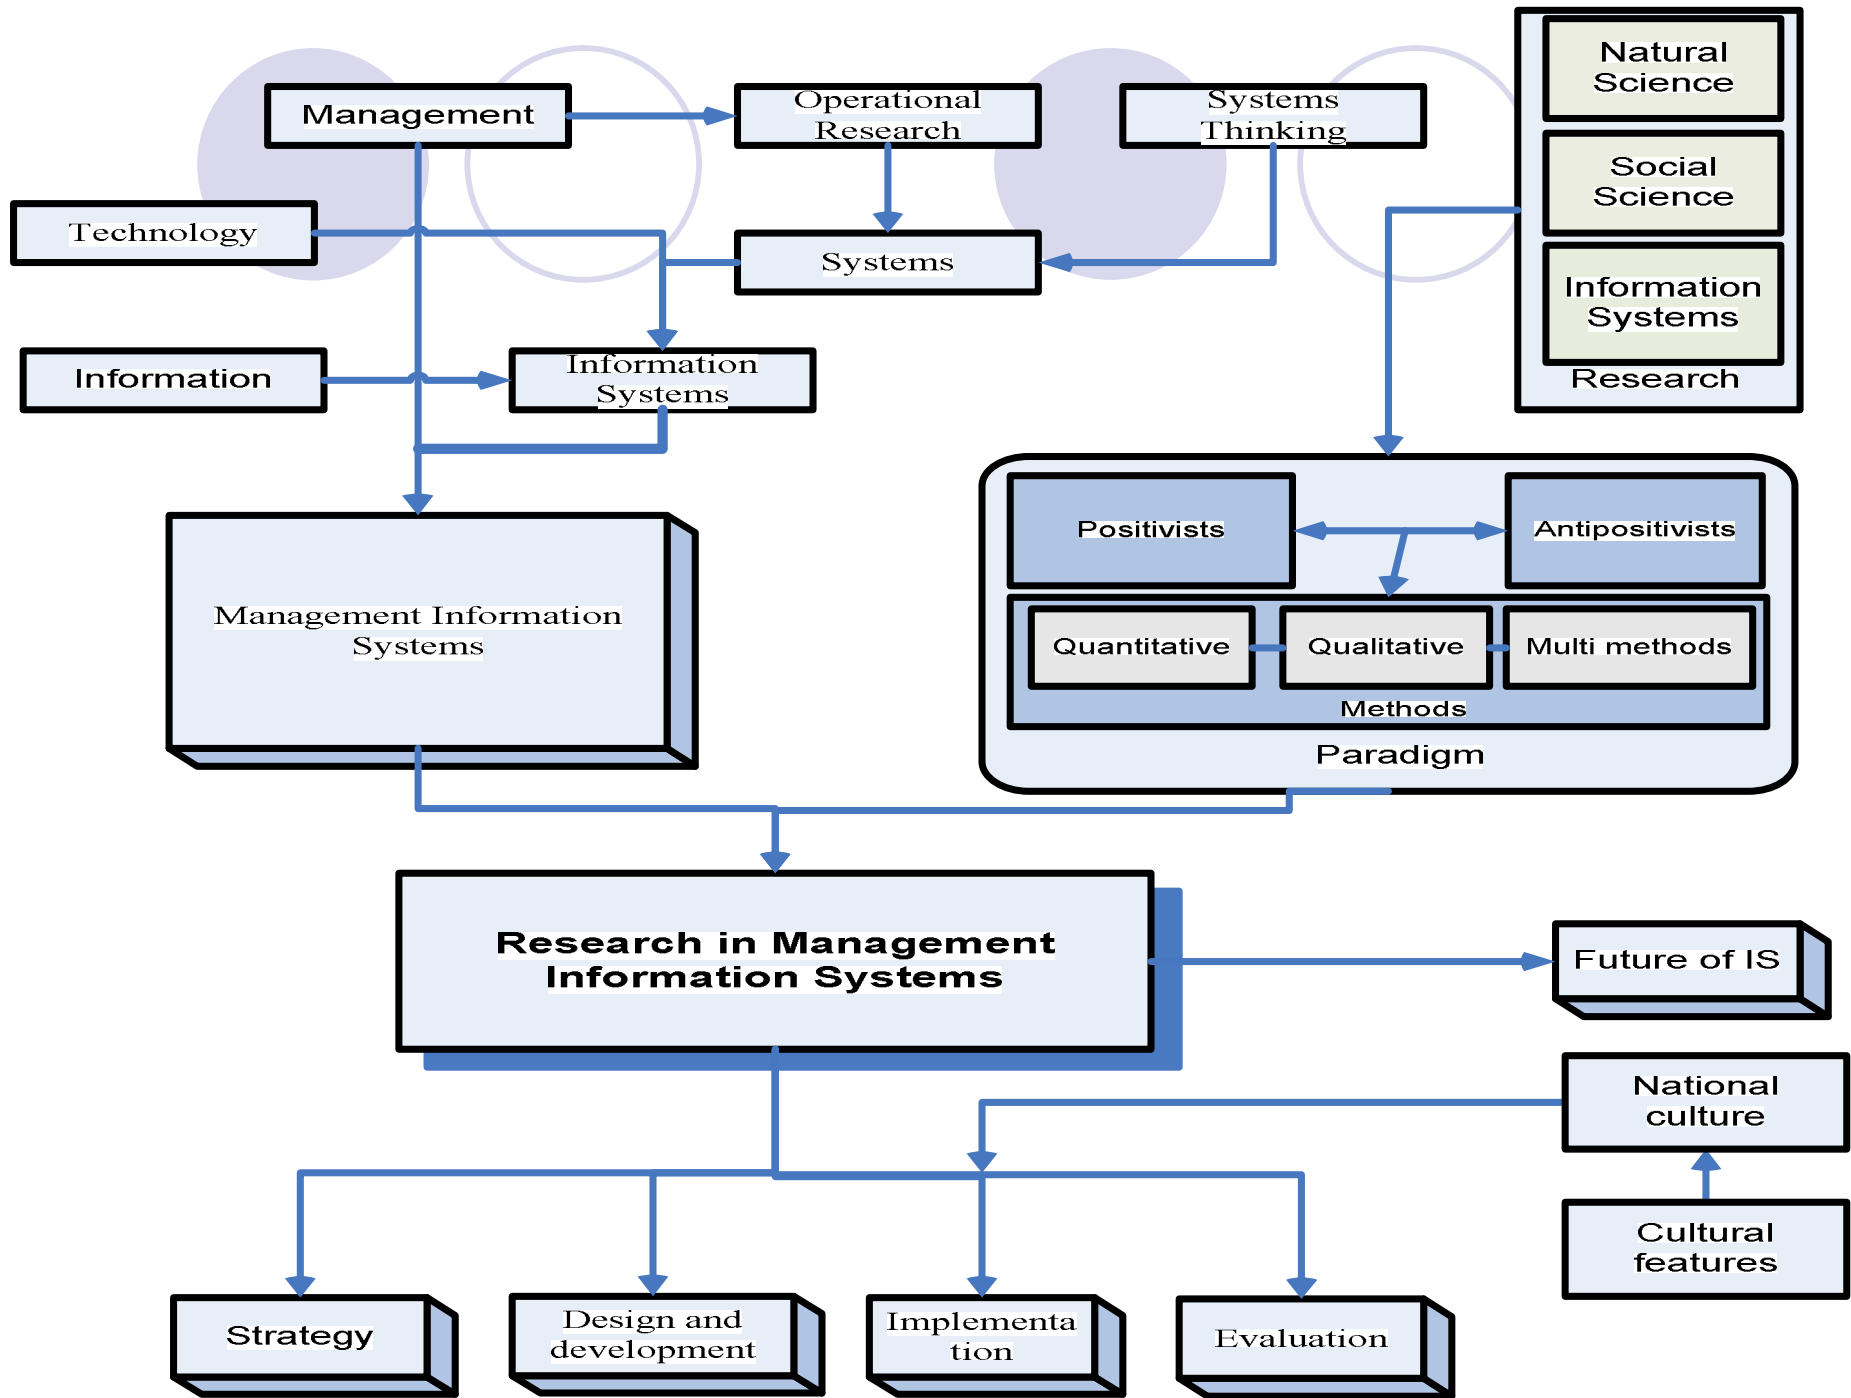 Natural
Science
Management
Operational
Research
Systems
Thinking
Social
Science
Technology
Systems
Information
Systems
Research
Information
Information
Systems
Positivists
Antipositivists
Management Information
Systems
Quantitative
Qualitative
Multi methods
Methods
Paradigm
Research in Management
Information Systems
Future of IS
National
culture
Cultural
features
Strategy
Design and
development
Implementa
tion
Evaluation